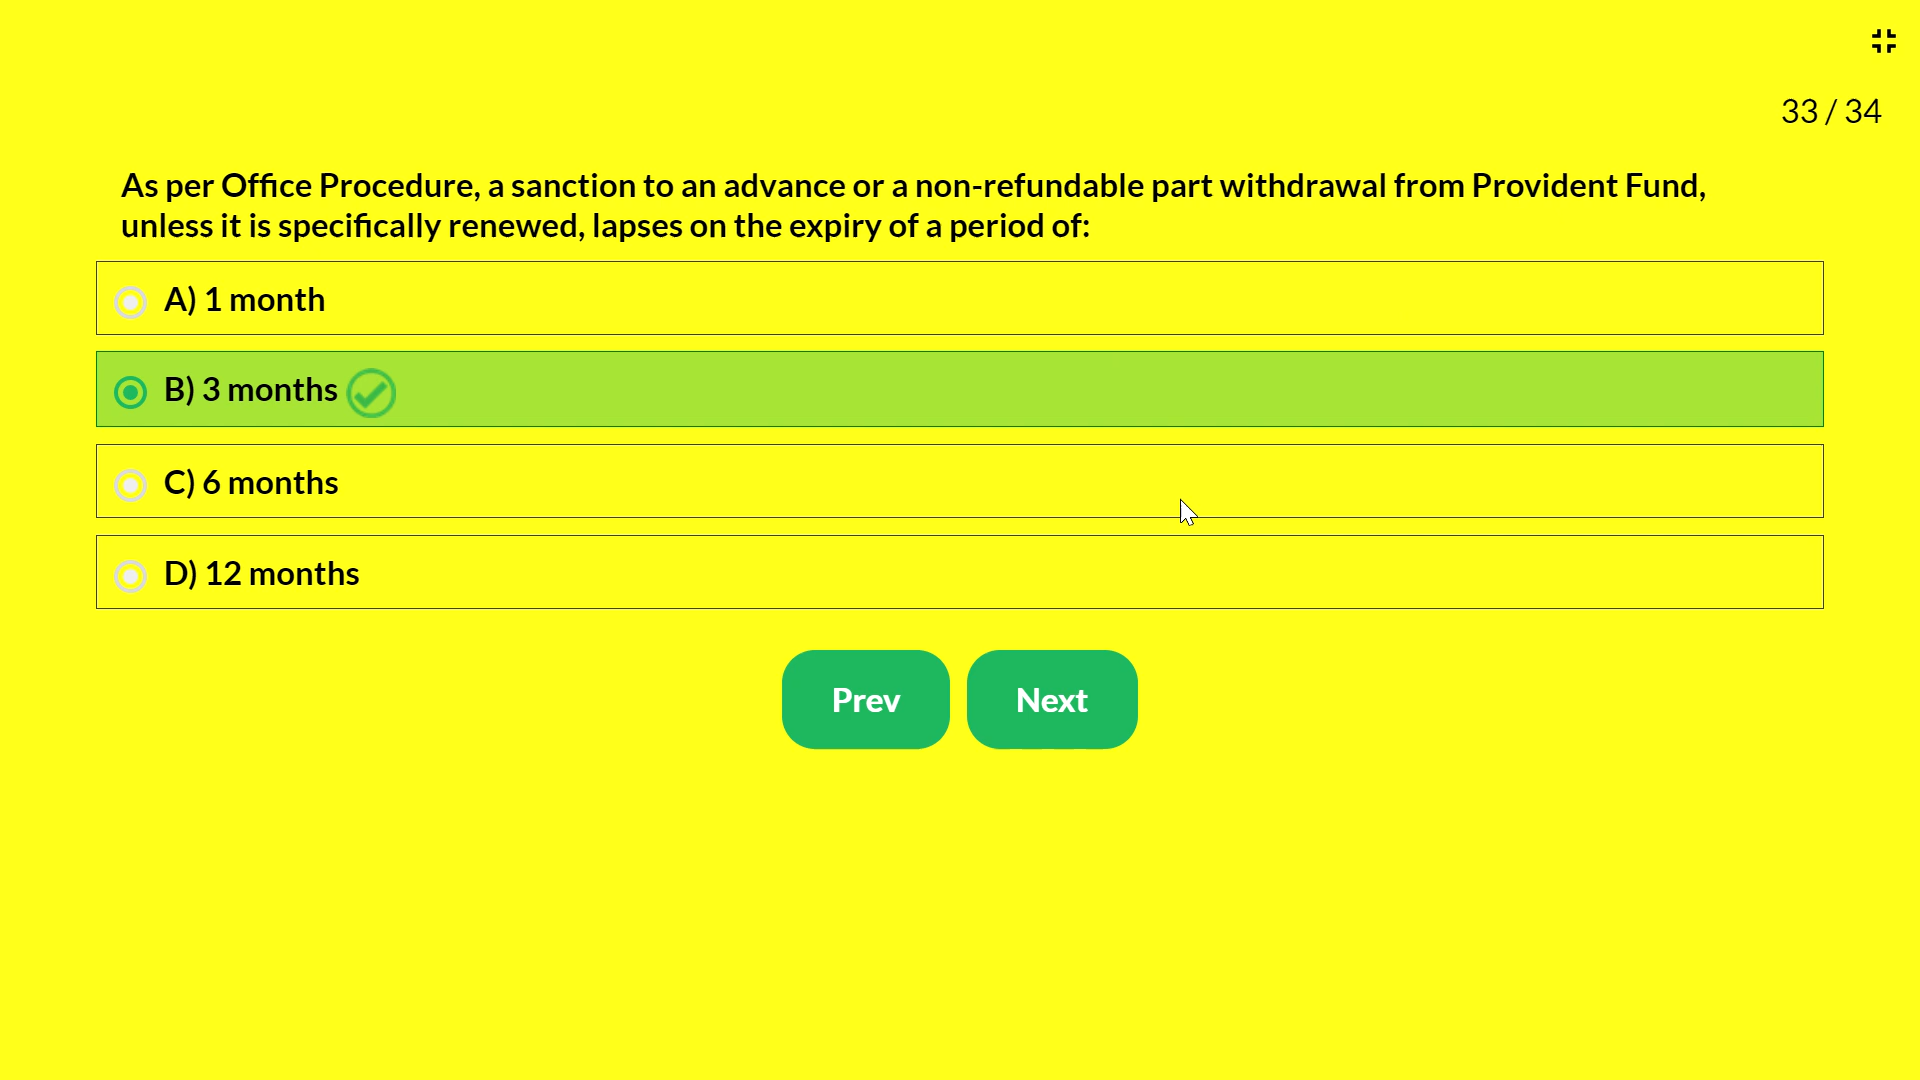 33 / 34
As per Office Procedure, a sanction to an advance or a non-refundable part withdrawal from Provident Fund,
unless it is specifically renewed, lapses on the expiry of a period of:
A) 1 month
B) 3 months
C) 6 months
D) 12 months
Prev Next